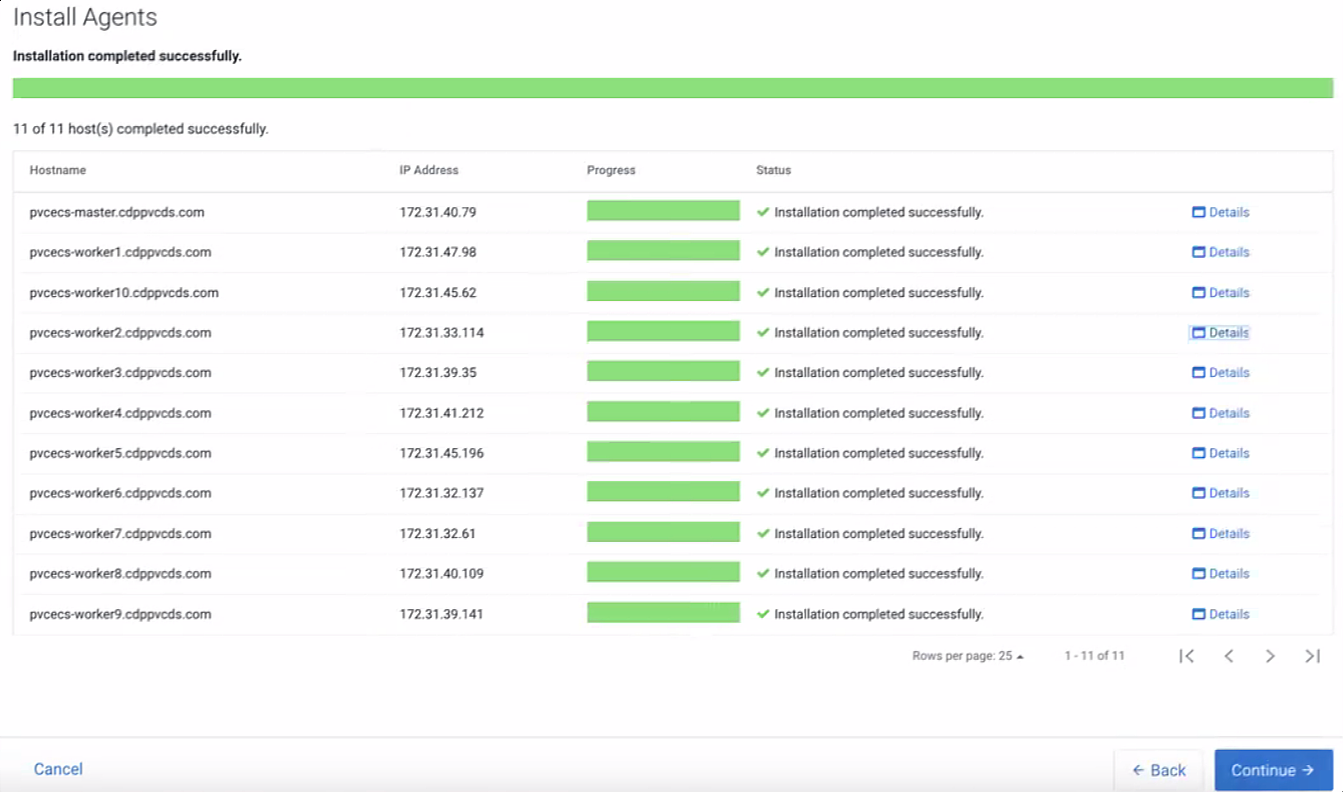 Install Agents
Installation completed successfully.
11 of 11 host(s) completed successfully.
Hostname IP Address Progress Status
pvcecs-master.cdppvcds.com 172.31.40.79 Installation completed successfully. Details
pvcecs-worker1.cdppvcds.com 172.31.47.98 Installation completed successfully. Details
pvcecs-worker10.cdppvcds.com 172.31.45.62 Installation completed successfully. Details
pvcecs-worker2.cdppvcds.com 172.31.33.114 Installation completed successfully. Details
pvcecs-worker3.cdppvcds.com 172.31.39.35 Installation completed successfully. Details
pvcecs-worker4.cdppvcds.com 172.31.41.212 Installation completed successfully. Details
pvcecs-worker5.cdppvcds.com 172.31.45.196 Installation completed successfully. Details
pvcecs-worker6.cdppvcds.com 172.31.32.137 Installation completed successfully. Details
pvcecs-worker7.cdppvcds.com 172.31.32.61 Installation completed successfully. Details
pvcecs-worker8.cdppvcds.com 172.31.40.109 Installation completed successfully. Details
pvcecs-worker9.cdppvcds.com 172.31.39.141 Installation completed successfully. Details
Rows per page: 25 1 - 11 of 11
Cancel Back Continue